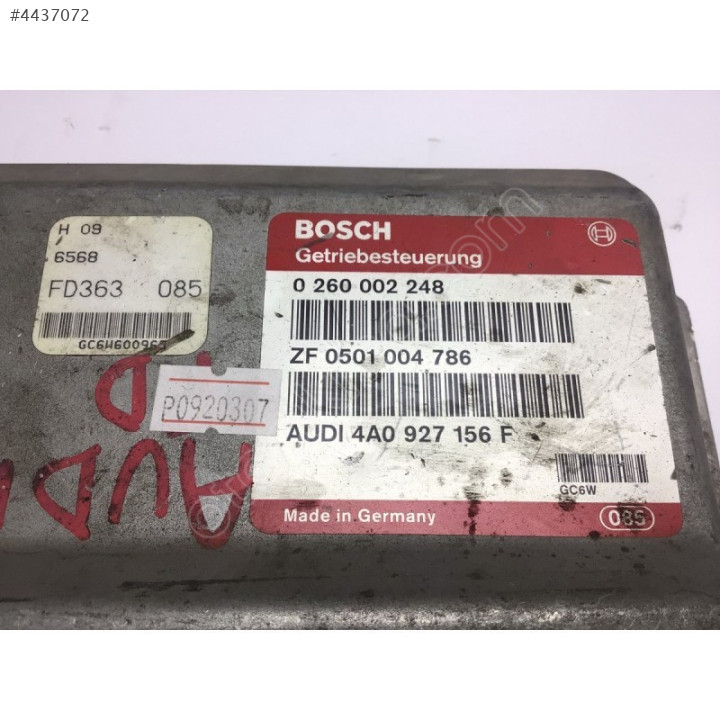 #4437072
H 09
6568
FD363 085
P0920307
AUDI
BOSCH
Getriebesteuerung
0 260 002 248
ZF 0501 004 786
AUDI 4A0 927 156 F
GC6W
Made in Germany
085